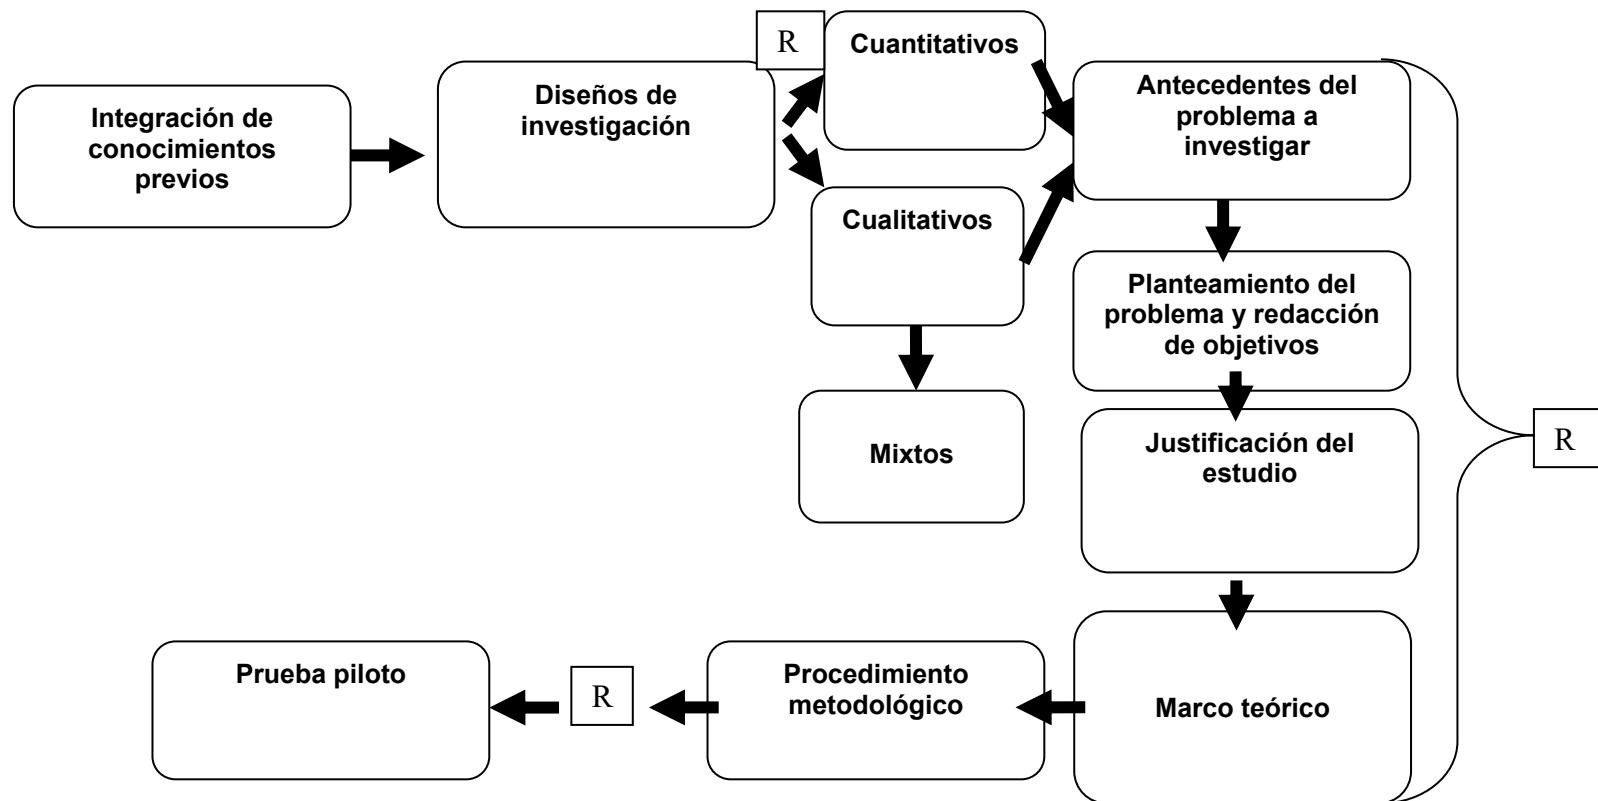 Integración de
conocimientos
previos
Diseños de
investigación
R
Cuantitativos
Cualitativos
Mixtos
Antecedentes del
problema a
investigar
Planteamiento del
problema y redacción
de objetivos
Justificación del
estudio
R
Marco teórico
Procedimiento
metodológico
R
Prueba piloto